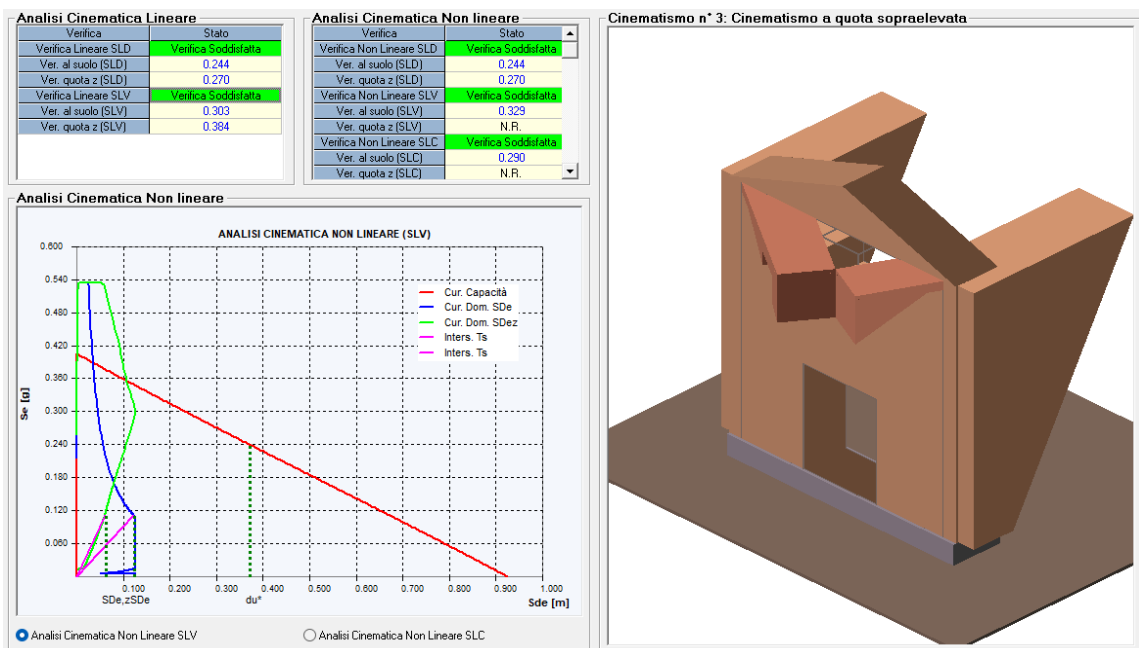 Analisi Cinematica Lineare
Verifica Stato
Verifica Lineare SLD Verifica Soddisfatta
Ver. al suolo (SLD) 0.244
Ver. quota z (SLD) 0.270
Verifica Lineare SLV Verifica Soddisfatta
Ver. al suolo (SLV) 0.303
Ver. quota z (SLV) 0.384
Analisi Cinematica Non lineare
Verifica Stato
Verifica Non Lineare SLD Verifica Soddisfatta
Ver. al suolo (SLD) 0.244
Ver. quota z (SLD) 0.270
Verifica Non Lineare SLV Verifica Soddisfatta
Ver. al suolo (SLV) 0.329
Ver. quota z (SLV) N.R.
Verifica Non Lineare SLC Verifica Soddisfatta
Ver. al suolo (SLC) 0.290
Ver. quota z (SLC) N.R.
Cinematismo n° 3: Cinematismo a quota sopraelevata
Analisi Cinematica Non lineare
ANALISI CINEMATICA NON LINEARE (SLV)
0.600
0.540
0.480
0.420
0.360
0.300
0.240
0.180
0.120
0.060
Se [g]
Cur. Capacità
Cur. Dom. SDe
Cur. Dom. SDez
Inters. Ts
Inters. Ts
0.100 0.200 0.300 0.400 0.500 0.600 0.700 0.800 0.900 1.000
SDe,zSDe du* Sde [m]
Analisi Cinematica Non Lineare SLV
Analisi Cinematica Non Lineare SLC